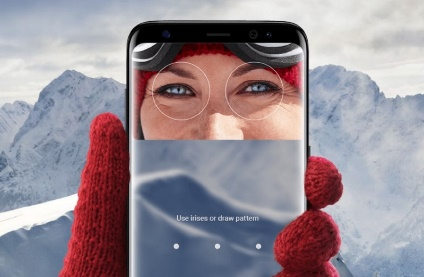 Use irises or draw pattern